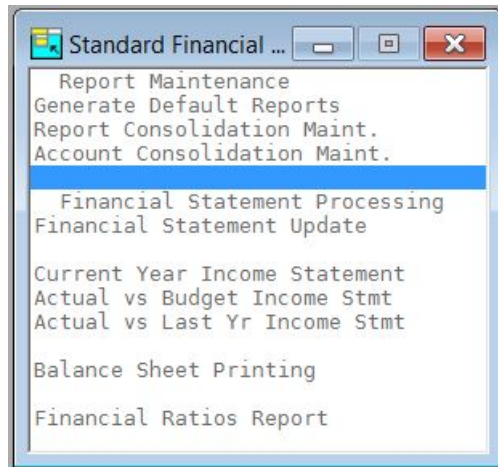 Standard Financial ...
Report Maintenance
Generate Default Reports
Report Consolidation Maint.
Account Consolidation Maint.
Financial Statement Processing
Financial Statement Update
Current Year Income Statement
Actual vs Budget Income Stmt
Actual vs Last Yr Income Stmt
Balance Sheet Printing
Financial Ratios Report